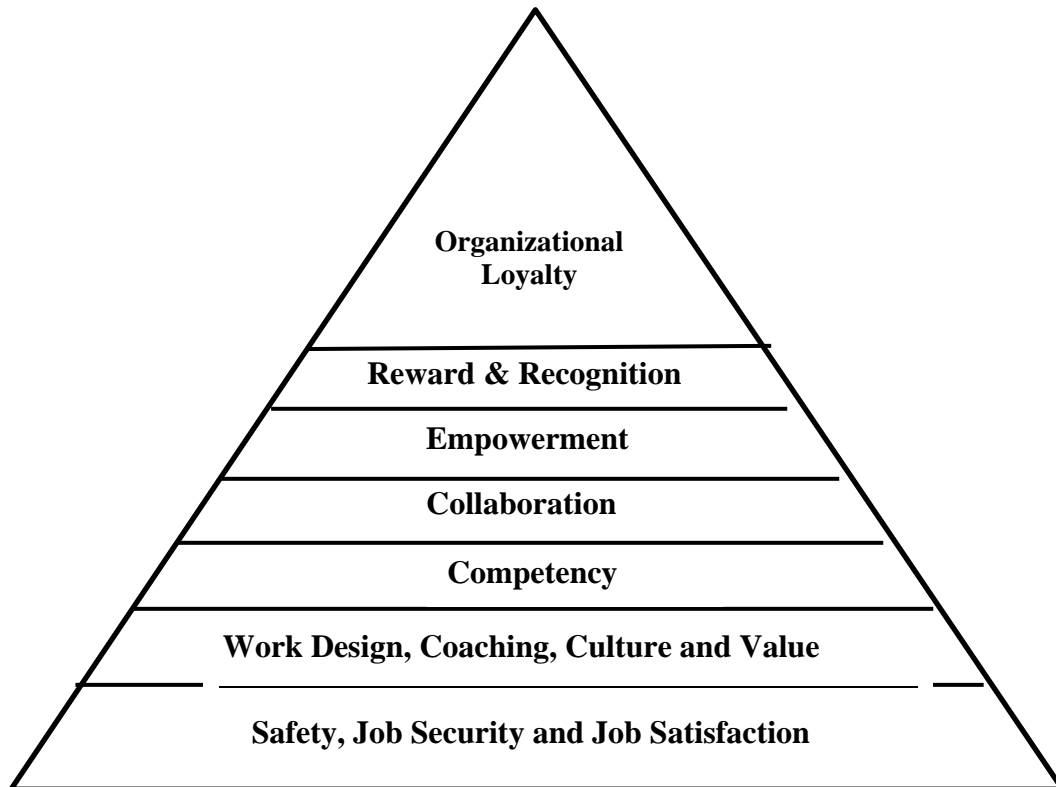 Organizational
Loyalty
Reward & Recognition
Empowerment
Collaboration
Competency
Work Design, Coaching, Culture and Value
Safety, Job Security and Job Satisfaction